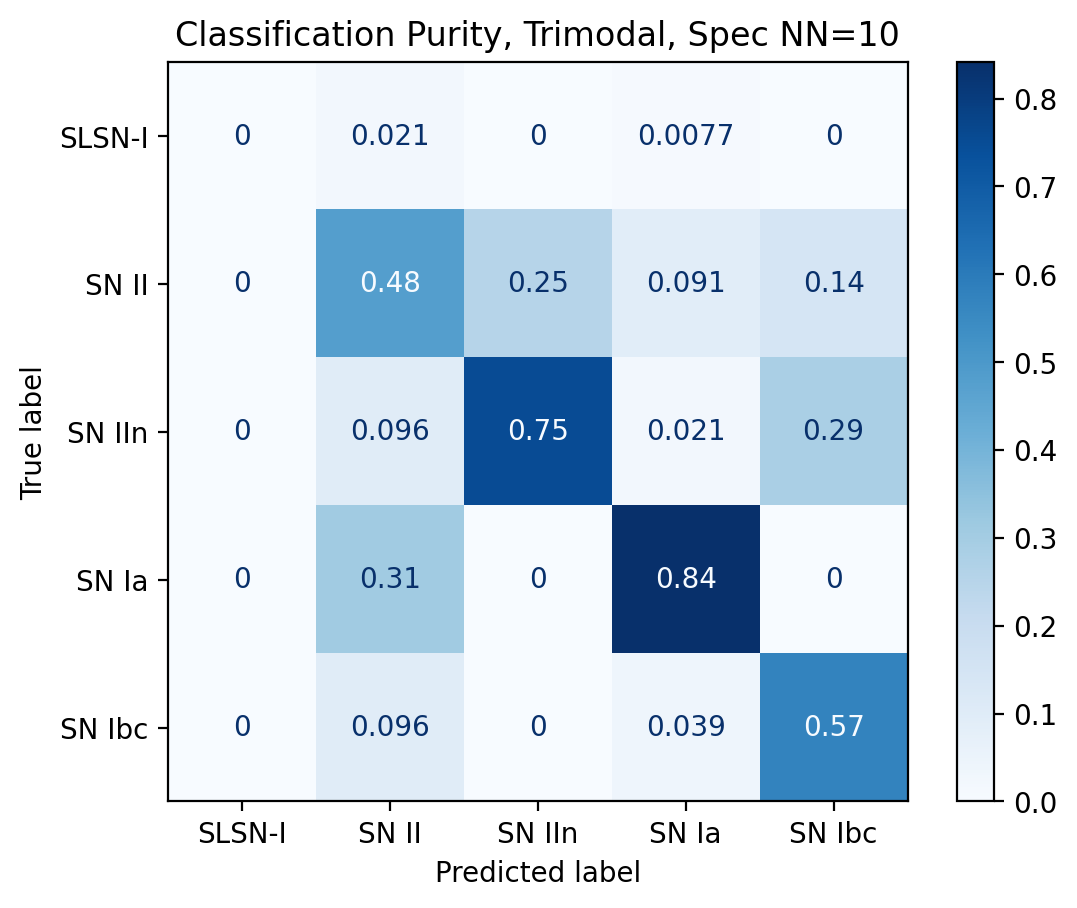 Classification Purity, Trimodal, Spec NN=10
SLSN-I 0 0.021 0 0.0077 0
SN II 0 0.48 0.25 0.091 0.14
SN IIn 0 0.096 0.75 0.021 0.29
SN Ia 0 0.31 0 0.84 0
SN Ibc 0 0.096 0 0.039 0.57
SLSN-I SN II SN IIn SN Ia SN Ibc
Predicted label
True label
0.8
0.7
0.6
0.5
0.4
0.3
0.2
0.1
0.0